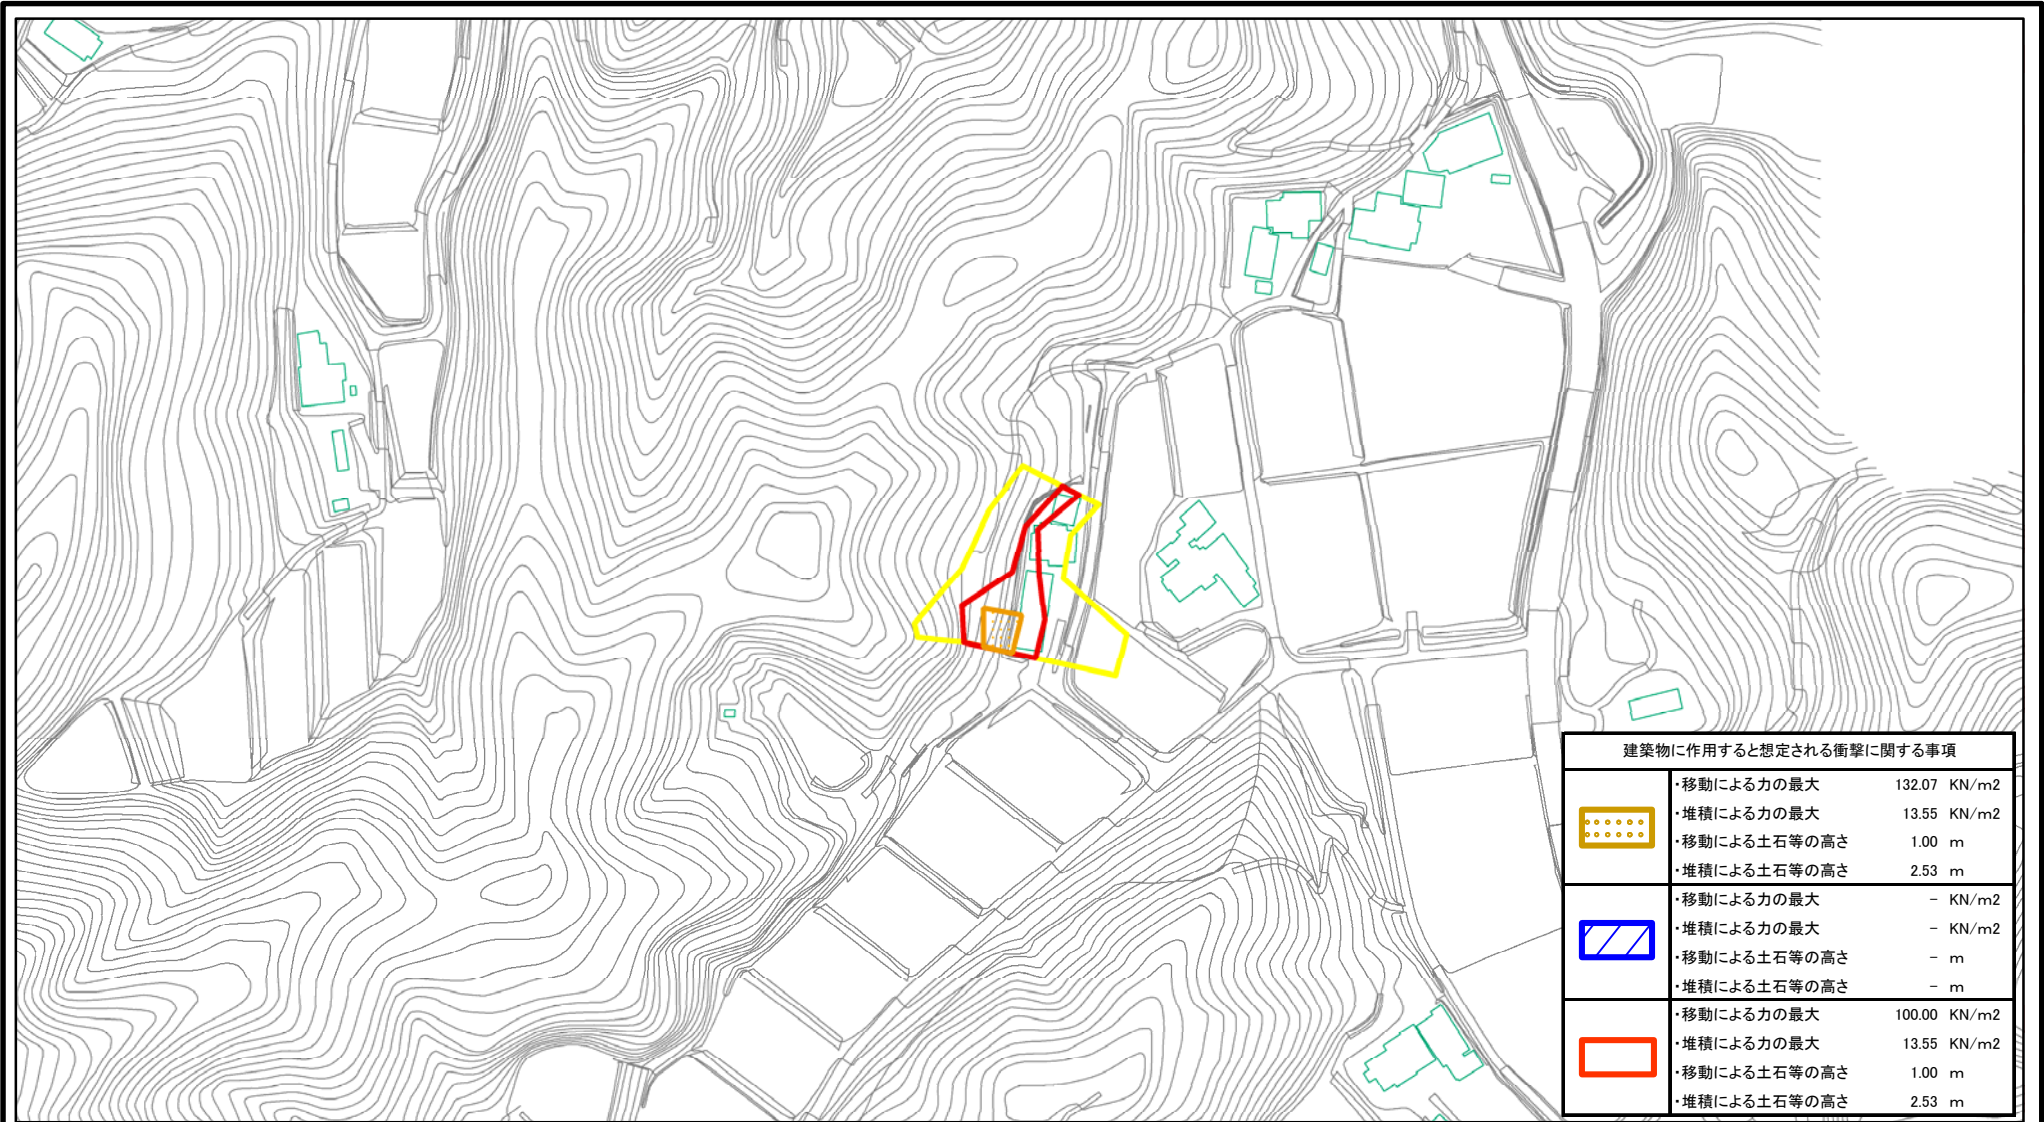 建築物に作用すると想定される衝撃に関する事項
・移動による力の最大 132.07 KN/m2
・堆積による力の最大 13.55 KN/m2
・移動による土石等の高さ 1.00 m
・堆積による土石等の高さ 2.53 m
・移動による力の最大 - KN/m2
・堆積による力の最大 - KN/m2
・移動による土石等の高さ - m
・堆積による土石等の高さ - m
・移動による力の最大 100.00 KN/m2
・堆積による力の最大 13.55 KN/m2
・移動による土石等の高さ 1.00 m
・堆積による土石等の高さ 2.53 m